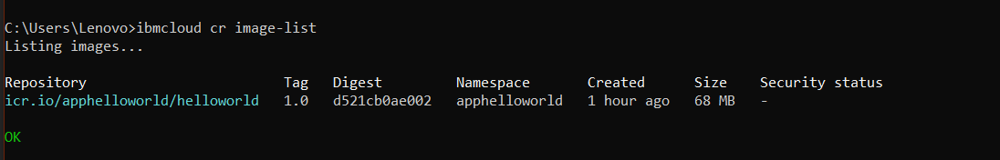 C:\Users\Lenovo>ibmcloud cr image-list
Listing images...
Repository Tag Digest Namespace Created Size Security status
icr.io/apphelloworld/helloworld 1.0 d521cb0ae002 apphelloworld 1 hour ago 68 MB -
OK